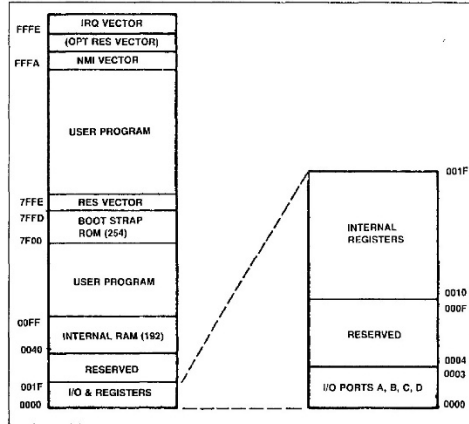 FFFE
IRQ VECTOR
(OPT RES VECTOR)
FFFA
NMI VECTOR
USER PROGRAM
7FFE
RES VECTOR
7FFD
BOOT STRAP
ROM (254)
7F00
USER PROGRAM
00FF
INTERNAL RAM (192)
0040
RESERVED
001F
I/O & REGISTERS
0000
001F
INTERNAL
REGISTERS
0010
000F
RESERVED
0004
0003
I/O PORTS A, B, C, D
0000